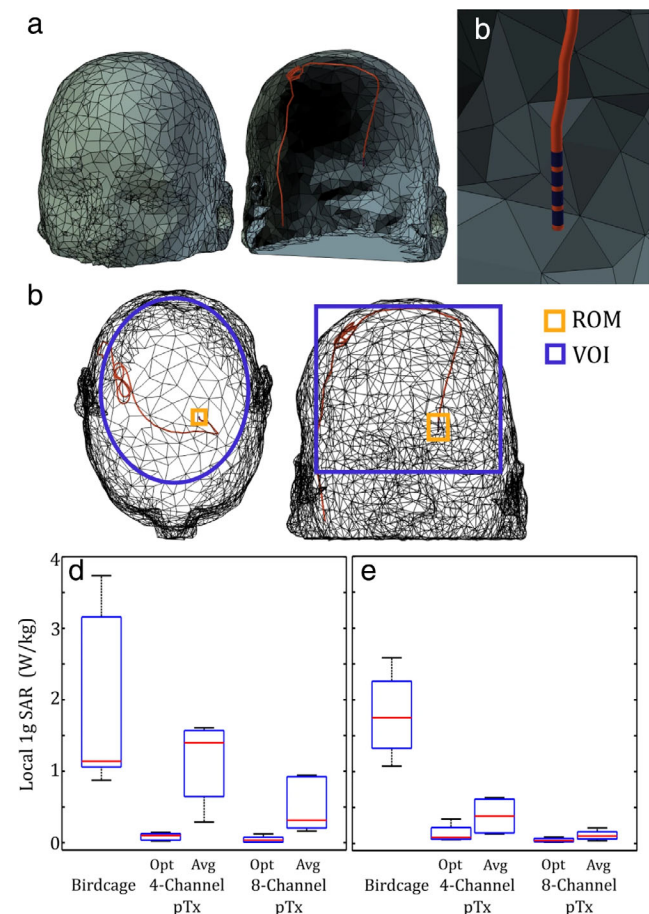 a
b
b
ROM
VOI
d
e
Local 1g SAR (W/kg)
4
3
2
1
0
Opt Avg Opt Avg Opt Avg Opt Avg
Birdcage 4-Channel 8-Channel Birdcage 4-Channel 8-Channel
pTx pTx pTx pTx